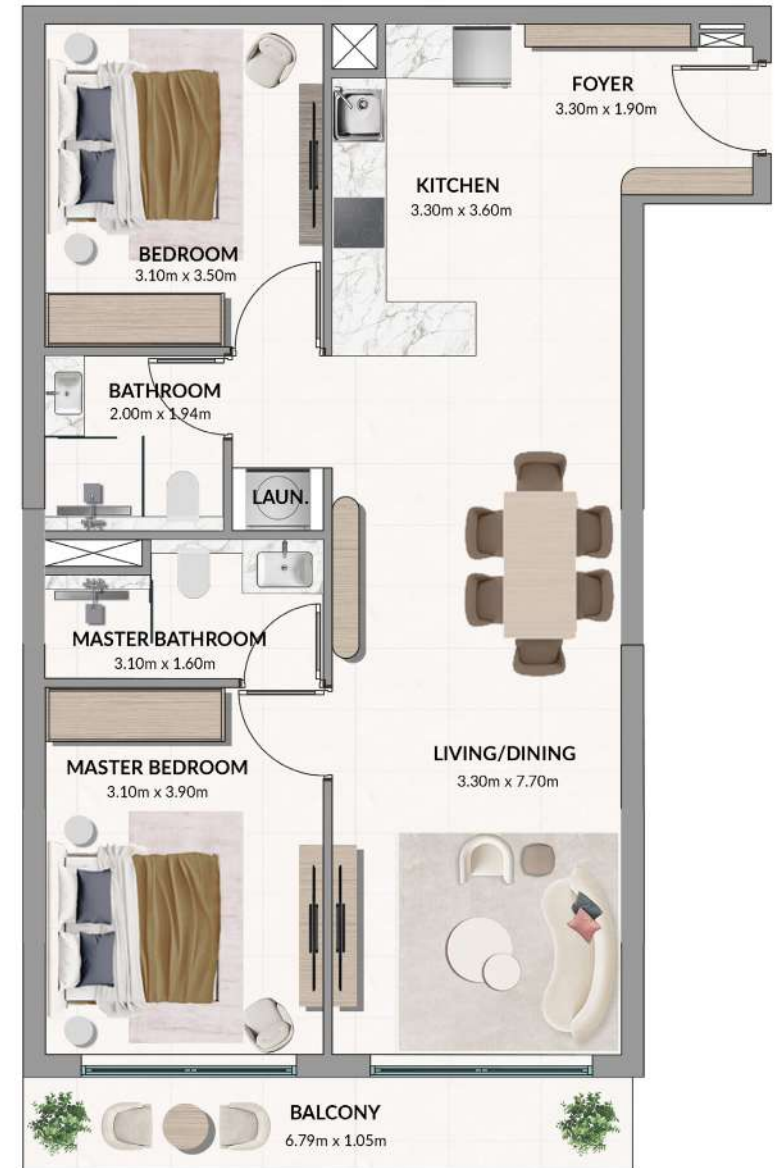 FOYER
3.30m x 1.90m
KITCHEN
3.30m x 3.60m
BEDROOM
3.10m x 3.50m
BATHROOM
2.00m x 1.94m
LAUN.
MASTER BATHROOM
3.10m x 1.60m
LIVING/DINING
3.30m x 7.70m
MASTER BEDROOM
3.10m x 3.90m
BALCONY
6.79m x 1.05m